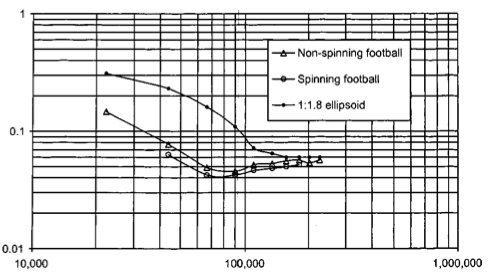 1
Non-spinning football
Spinning football
1:1.8 ellipsoid
0.1
0.01
10,000 100,000 1,000,000